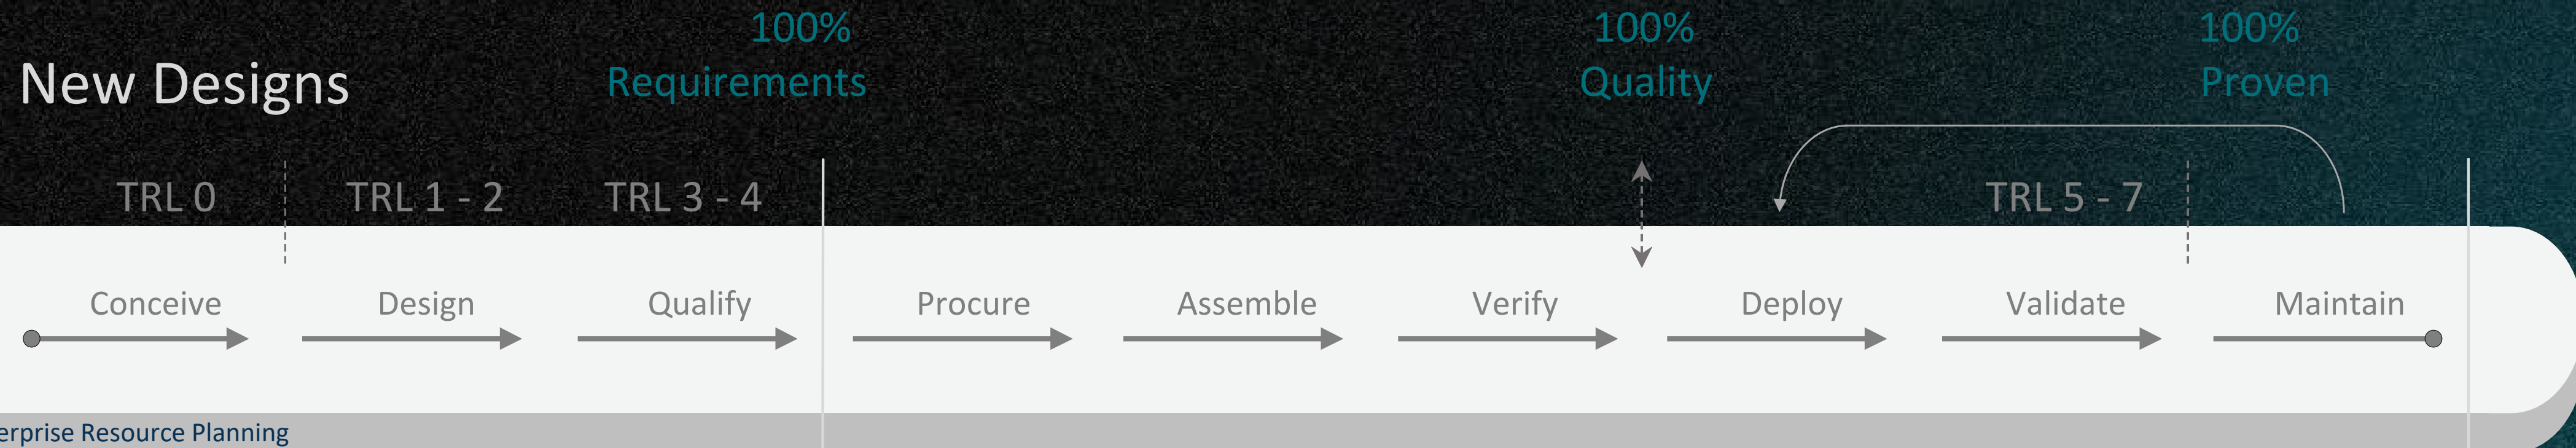 100%
Requirements
100%
Quality
100%
Proven
New Designs
TRL 0
TRL 1 - 2
TRL 3 - 4
TRL 5 - 7
Conceive
Design
Qualify
Procure
Assemble
Verify
Deploy
Validate
Maintain
Resource Planning